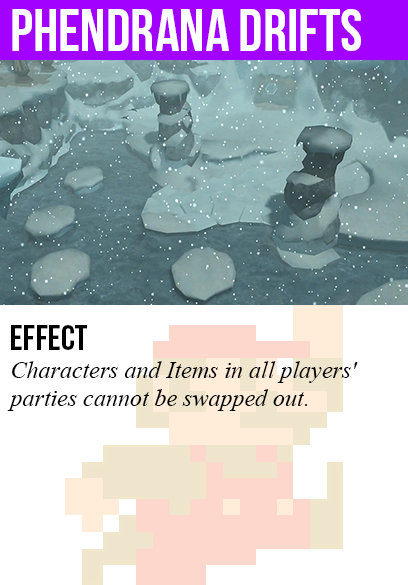 PHENDRANA DRIFTS
EFFECT
Characters and Items in all players'
parties cannot be swapped out.